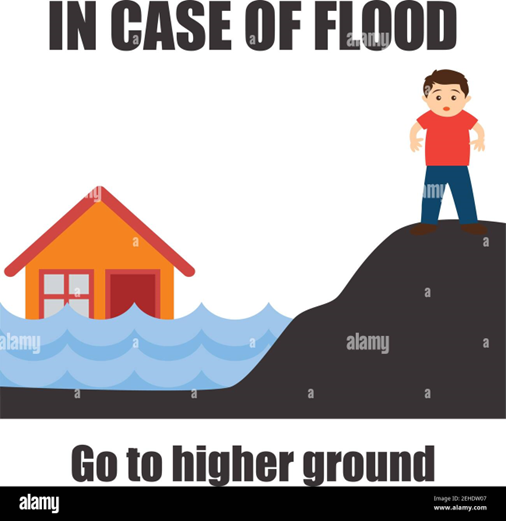 IN CASE OF FLOOD
Go to higher ground
alamy
Image ID: 2EHDW07
www.alamy.com